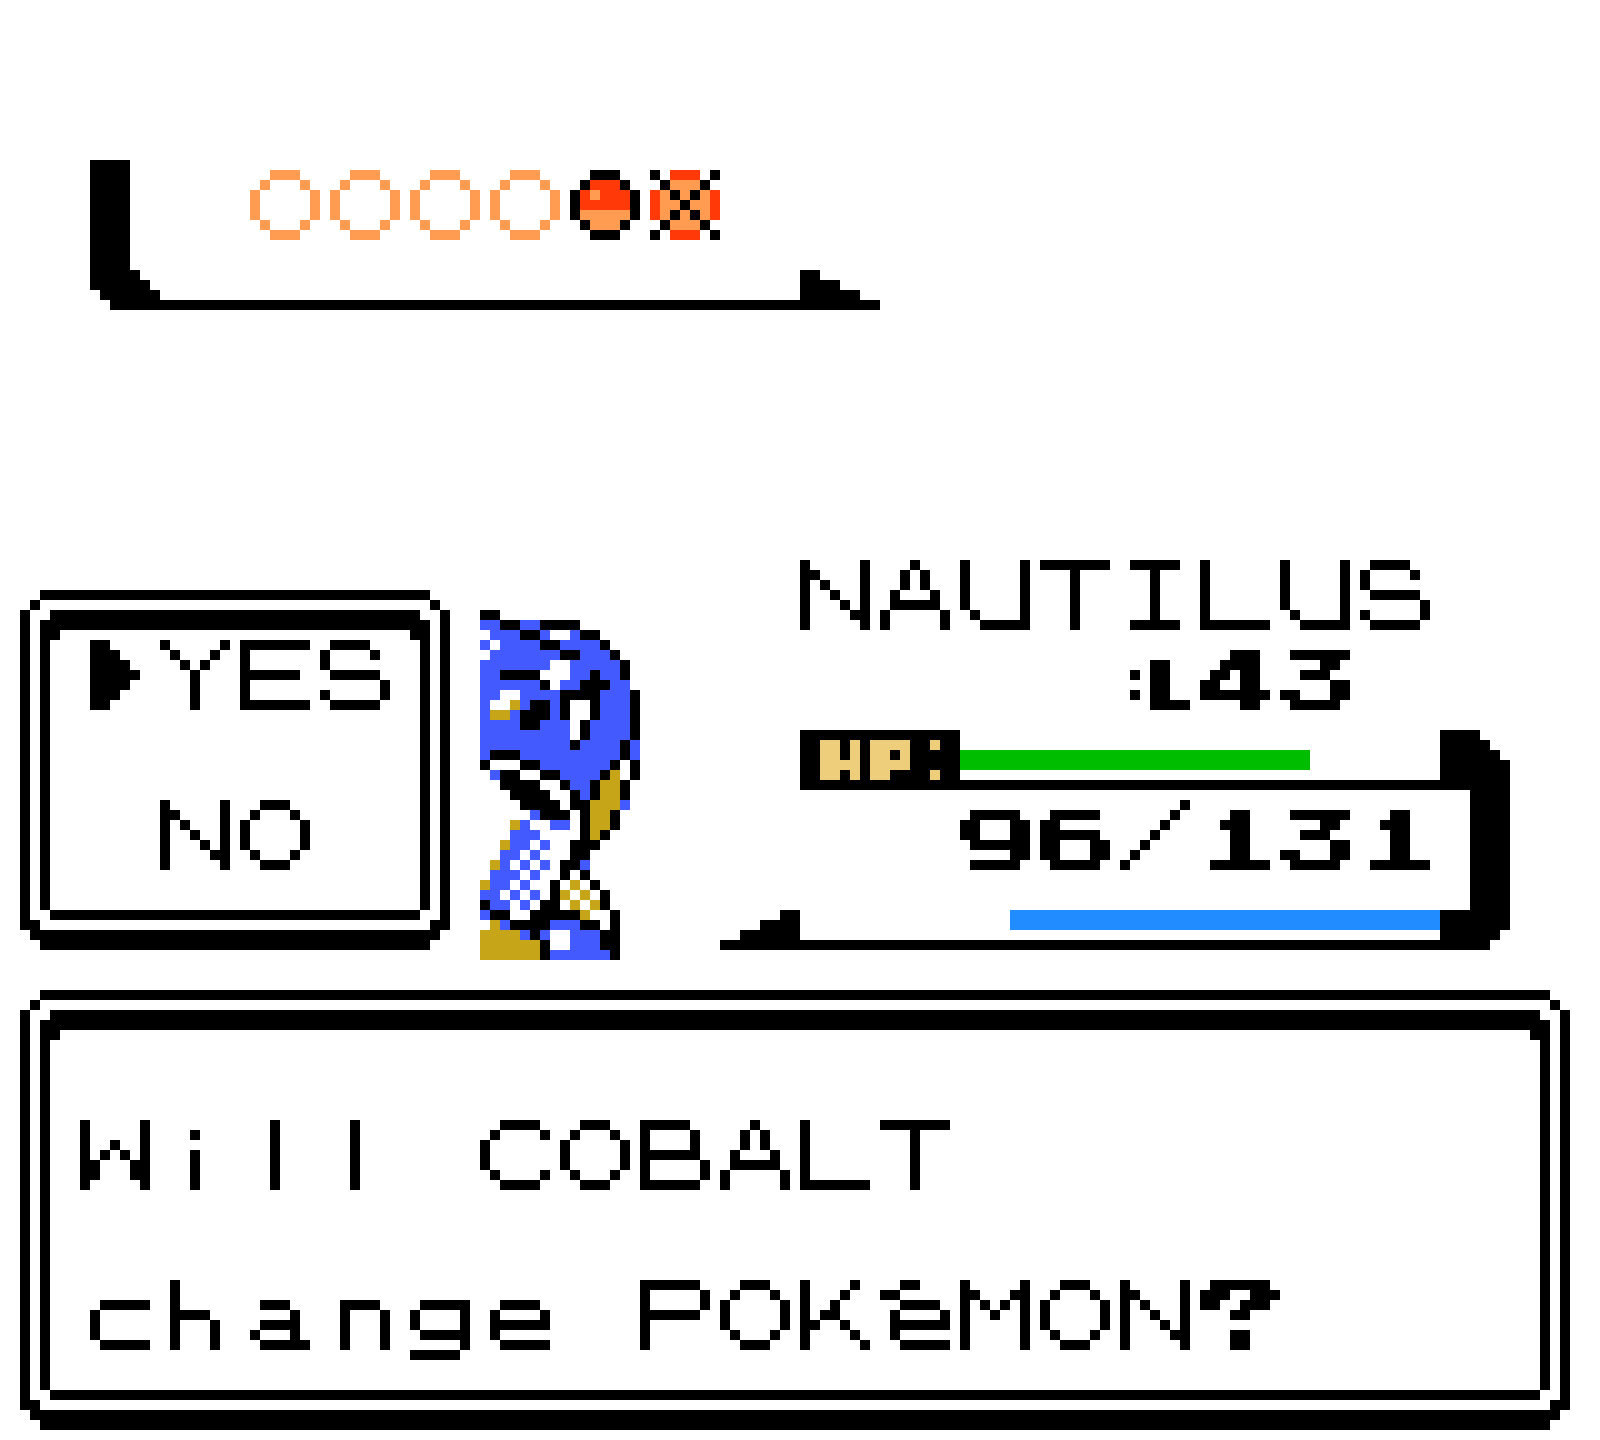 NAUTILUS
:L43
HP:
96/131
▶YES
NO
Will COBALT
change POKéMON?